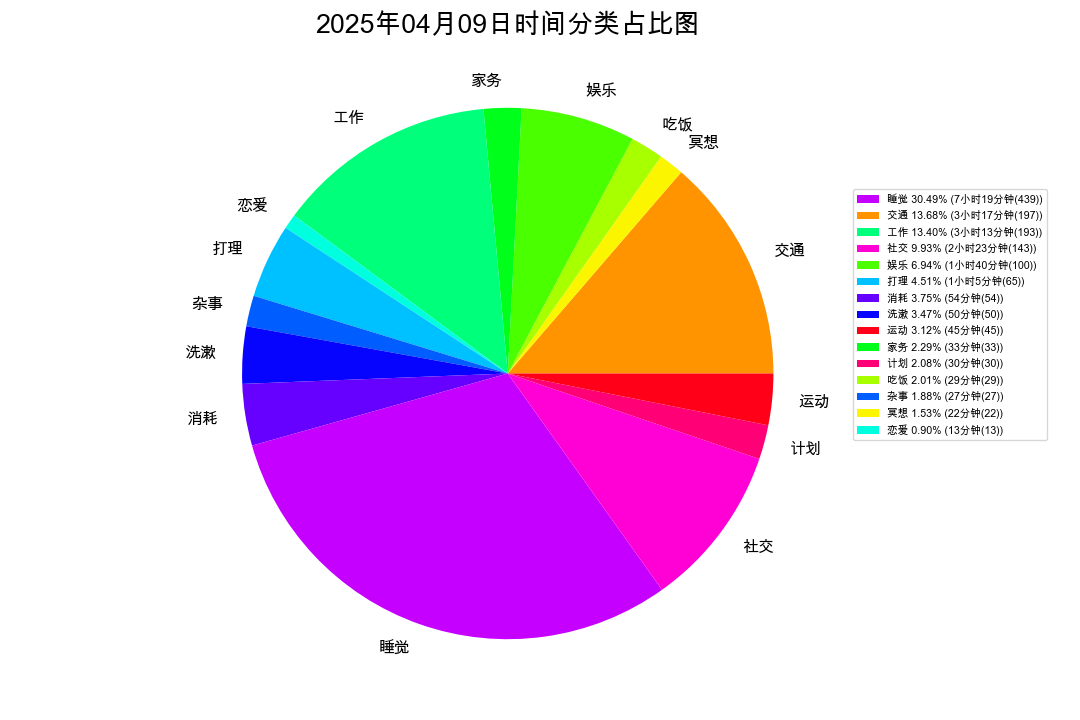 2025年04月09日时间分类占比图
家务
娱乐
工作
吃饭
冥想
恋爱
打理
交通
杂事
洗漱
消耗
运动
计划
社交
睡觉
睡觉 30.49% (7小时19分钟(439))
交通 13.68% (3小时17分钟(197))
工作 13.40% (3小时13分钟(193))
社交 9.93% (2小时23分钟(143))
娱乐 6.94% (1小时40分钟(100))
打理 4.51% (1小时5分钟(65))
消耗 3.75% (54分钟(54))
洗漱 3.47% (50分钟(50))
运动 3.12% (45分钟(45))
家务 2.29% (33分钟(33))
计划 2.08% (30分钟(30))
吃饭 2.01% (29分钟(29))
杂事 1.88% (27分钟(27))
冥想 1.53% (22分钟(22))
恋爱 0.90% (13分钟(13))